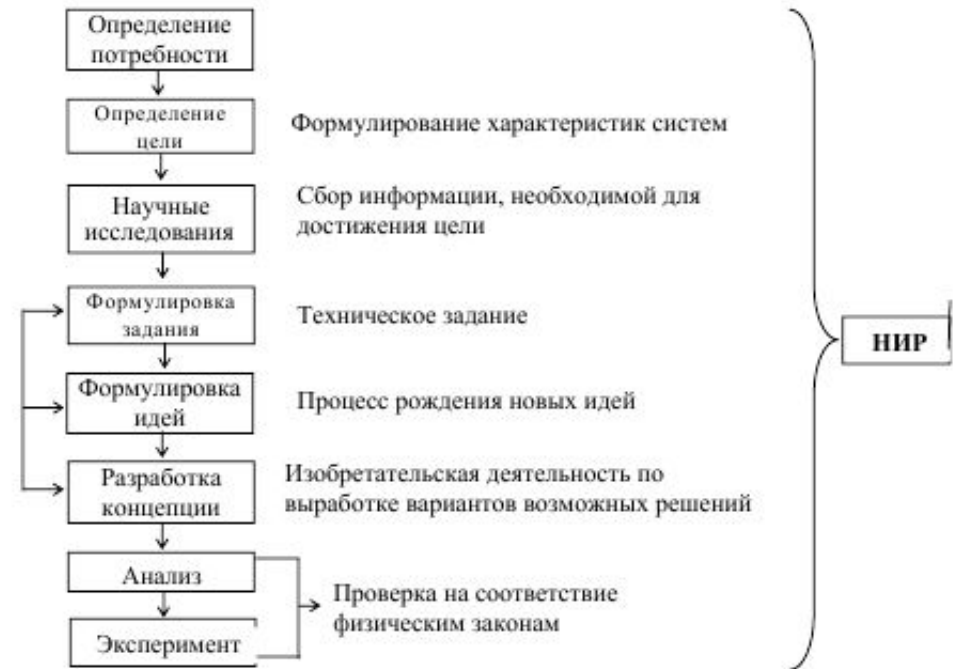 Определение
потребности
Определение
цели
Формулирование характеристик систем
Научные
исследования
Сбор информации, необходимой для
достижения цели
Формулировка
задания
Техническое задание
НИР
Формулировка
идей
Процесс рождения новых идей
Разработка
концепции
Изобретательская деятельность по
выработке вариантов возможных решений
Анализ
Проверка на соответствие
физическим законам
Эксперимент